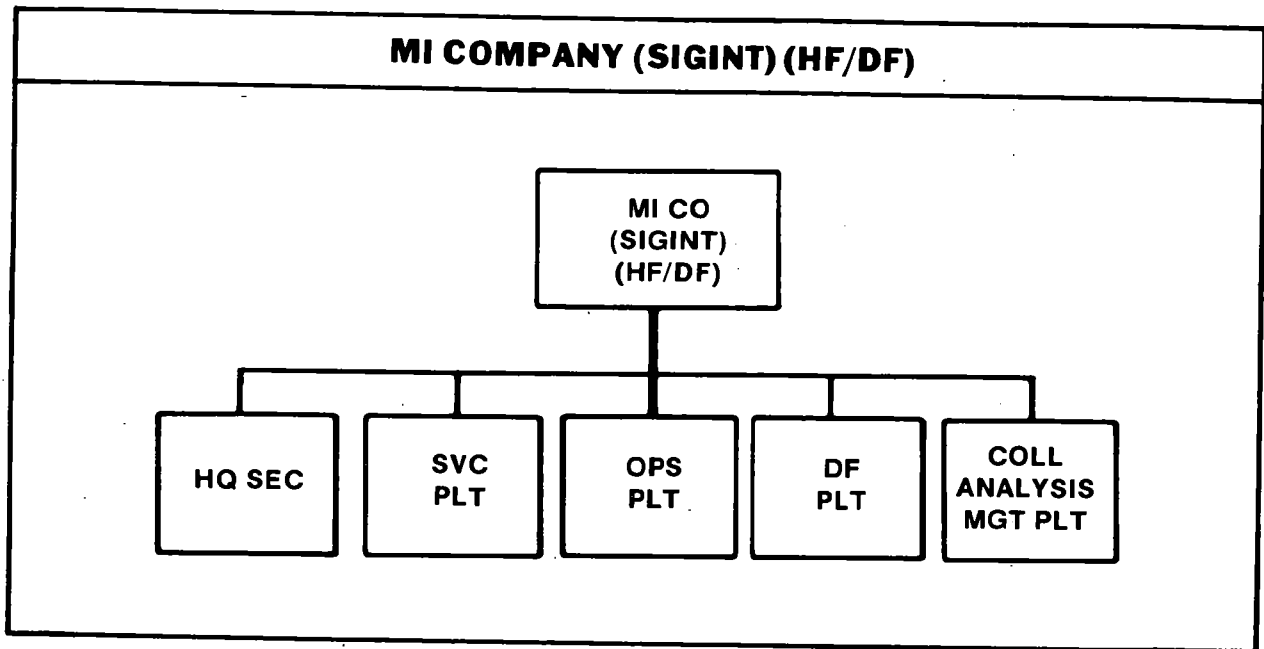 MI COMPANY (SIGINT) (HF/DF)
MI CO
(SIGINT)
(HF/DF)
HQ SEC
SVC
PLT
OPS
PLT
DF
PLT
COLL
ANALYSIS
MGT PLT